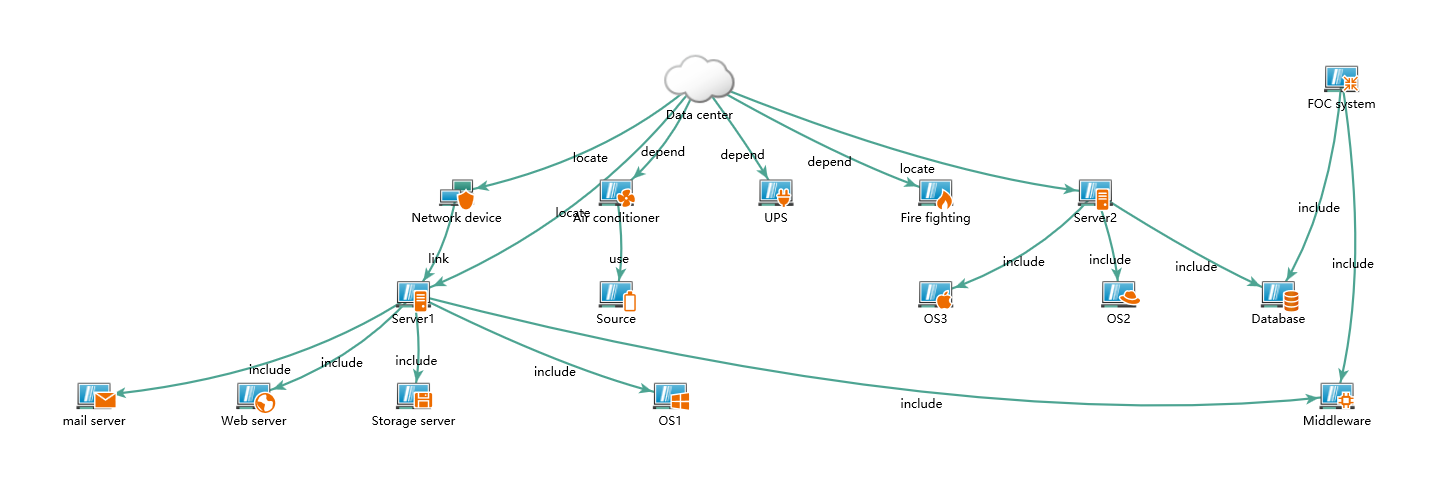 FOC system
Data center
locate
depend
depend
depend
locate
Network device
locate
Air conditioner
UPS
Fire fighting
Server2
include
link
use
include
include
include
include
Server1
Source
OS3
OS2
Database
include
include
include
include
include
mail server
Web server
Storage server
OS1
Middleware